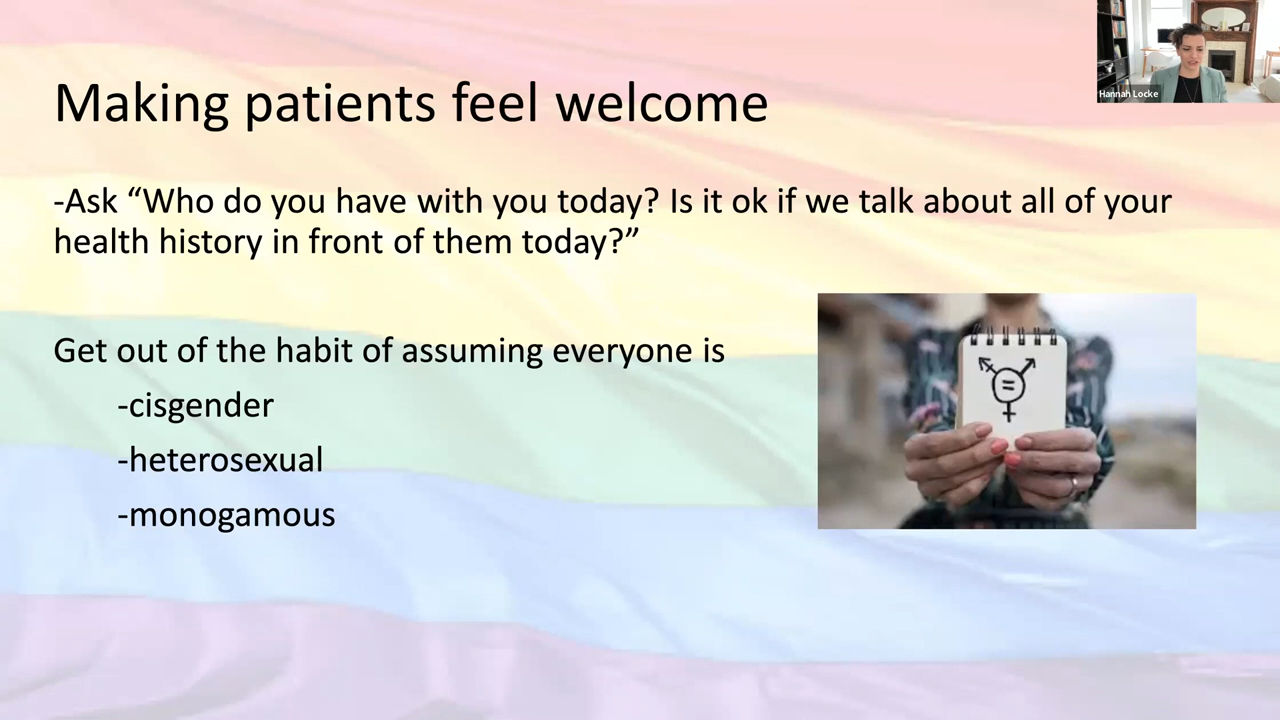 Hannah Locke
Making patients feel welcome
-Ask “Who do you have with you today? Is it ok if we talk about all of your
health history in front of them today?”
Get out of the habit of assuming everyone is
-cisgender
-heterosexual
-monogamous